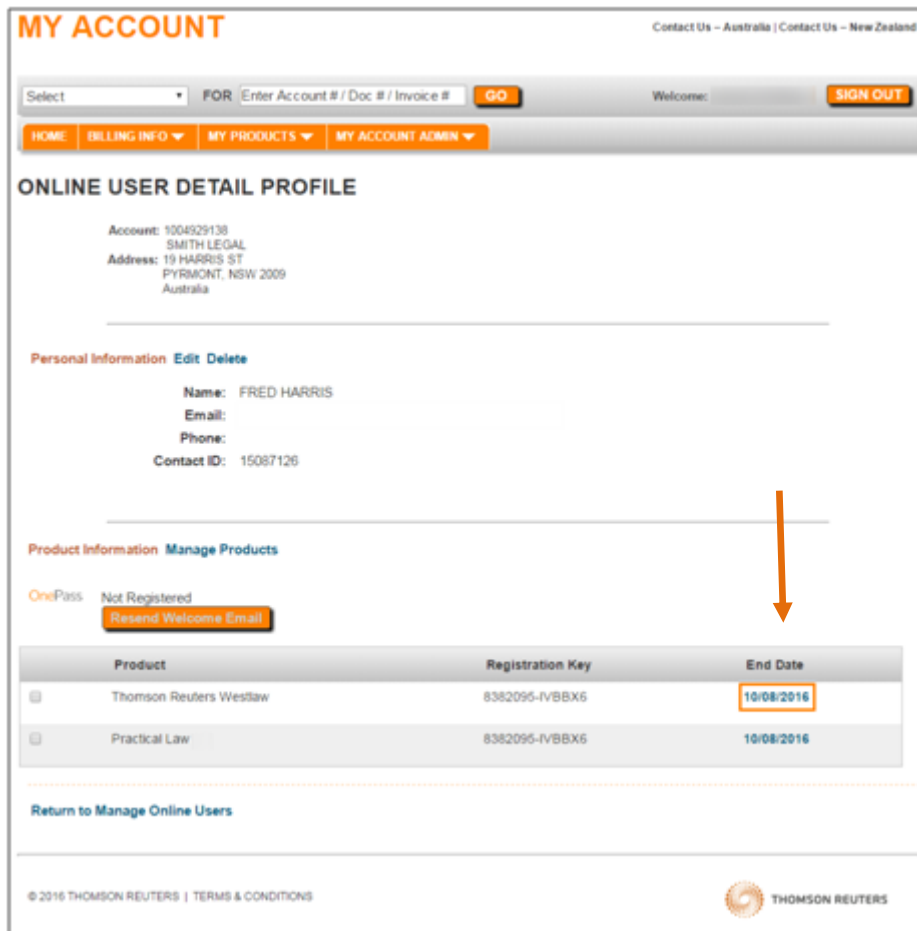 MY ACCOUNT
Contact Us – Australia | Contact Us – New Zealand
Select FOR Enter Account # / Doc # / Invoice # GO Welcome: SIGN OUT
HOME BILLING INFO MY PRODUCTS MY ACCOUNT ADMIN
ONLINE USER DETAIL PROFILE
Account: 1004929138
SMITH LEGAL
Address: 19 HARRIS ST
PYRMONT, NSW 2009
Australia
Personal Information Edit Delete
Name: FRED HARRIS
Email:
Phone:
Contact ID: 15087126
Product Information Manage Products
OnePass Not Registered
Resend Welcome Email
Product Registration Key End Date
Thomson Reuters Westlaw 8382095-IVBBX6 10/08/2016
Practical Law 8382095-IVBBX6 10/08/2016
Return to Manage Online Users
© 2016 THOMSON REUTERS | TERMS & CONDITIONS
THOMSON REUTERS